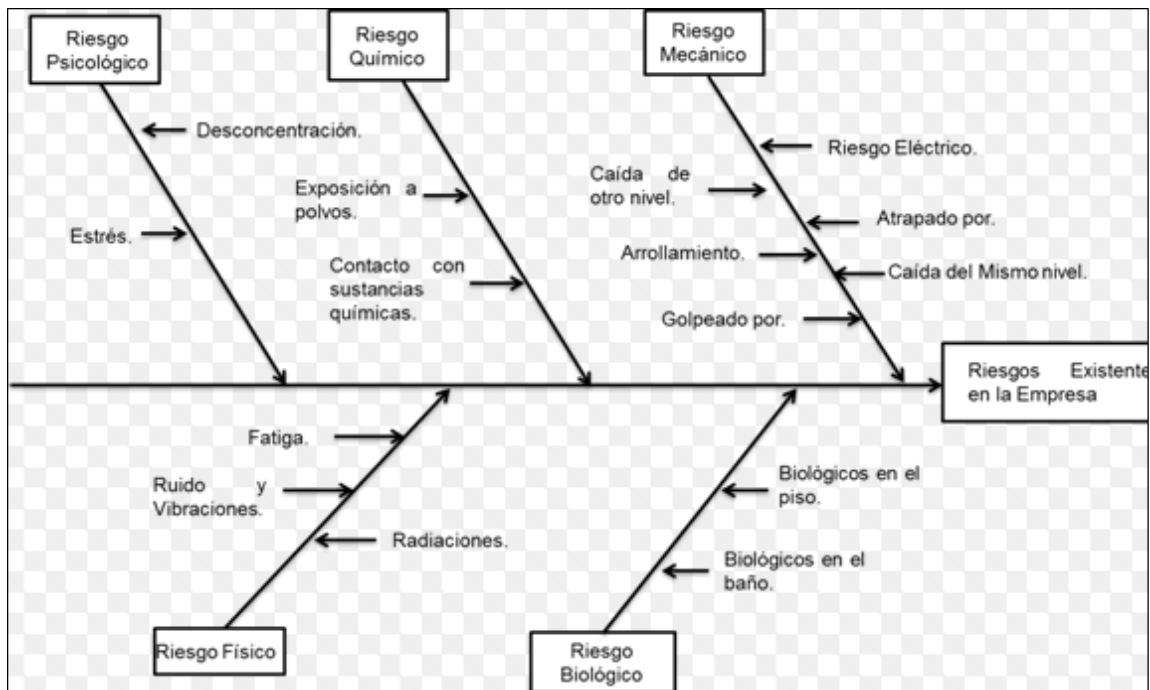 Riesgo
Psicológico
Riesgo
Químico
Riesgo
Mecánico
Desconcentración.
Estrés.
Exposición a
polvos.
Contacto con
sustancias
químicas.
Riesgo Eléctrico.
Caída de
otro nivel.
Atrapado por.
Arrollamiento.
Caída del Mismo nivel.
Golpeado por.
Riesgos Existente
en la Empresa
Fatiga.
Ruido y
Vibraciones.
Radiaciones.
Biológicos en el
piso.
Biológicos en el
baño.
Riesgo Físico
Riesgo
Biológico